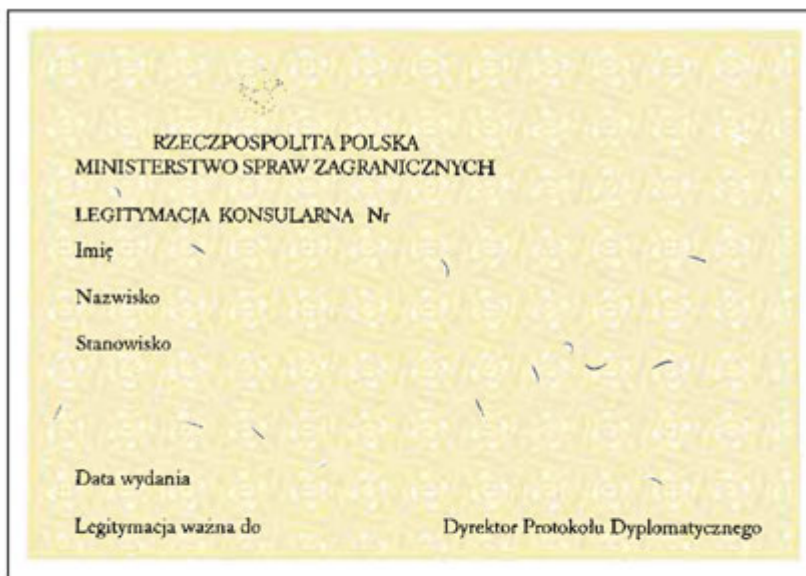 RZECZPOSPOLITA POLSKA
MINISTERSTWO SPRAW ZAGRANICZNYCH
LEGITYMACJA KONSULARNA Nr
Imię
Nazwisko
Stanowisko
Data wydania
Legitymacja ważna do Dyrektor Protokołu Dyplomatycznego